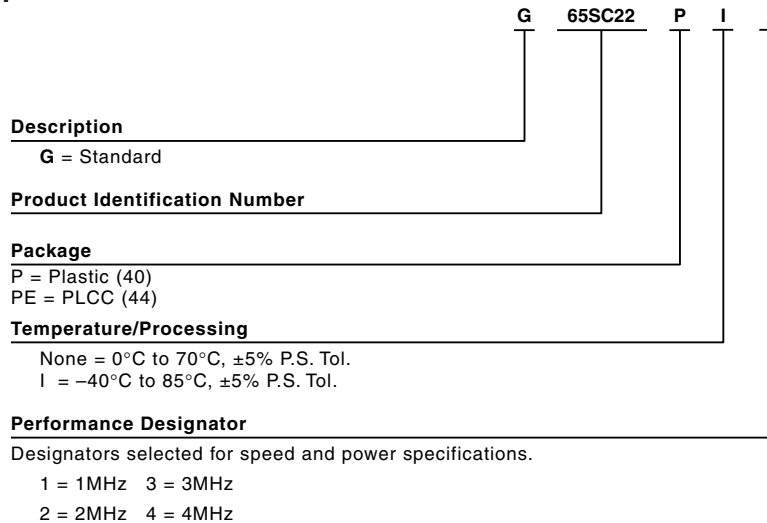 G 65SC22 P I
Description
G = Standard
Product Identification Number
Package
P = Plastic (40)
PE = PLCC (44)
Temperature/Processing
None = 0°C to 70°C, ±5% P.S. Tol.
I = –40°C to 85°C, ±5% P.S. Tol.
Performance Designator
Designators selected for speed and power specifications.
1 = 1MHz 3 = 3MHz
2 = 2MHz 4 = 4MHz